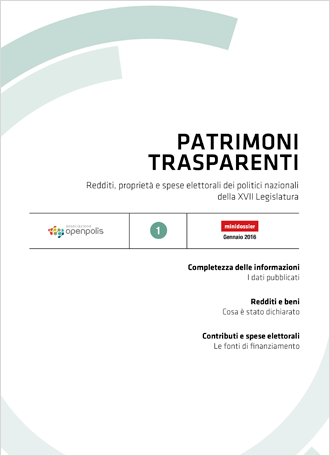 PATRIMONI
TRASPARENTI
Redditi, proprietà e spese elettorali dei politici nazionali
della XVII Legislatura
ASSOCIAZIONE
openpolis
1
minidossier
Gennaio 2016
Completezza delle informazioni
I dati pubblicati
Redditi e beni
Cosa è stato dichiarato
Contributi e spese elettorali
Le fonti di finanziamento